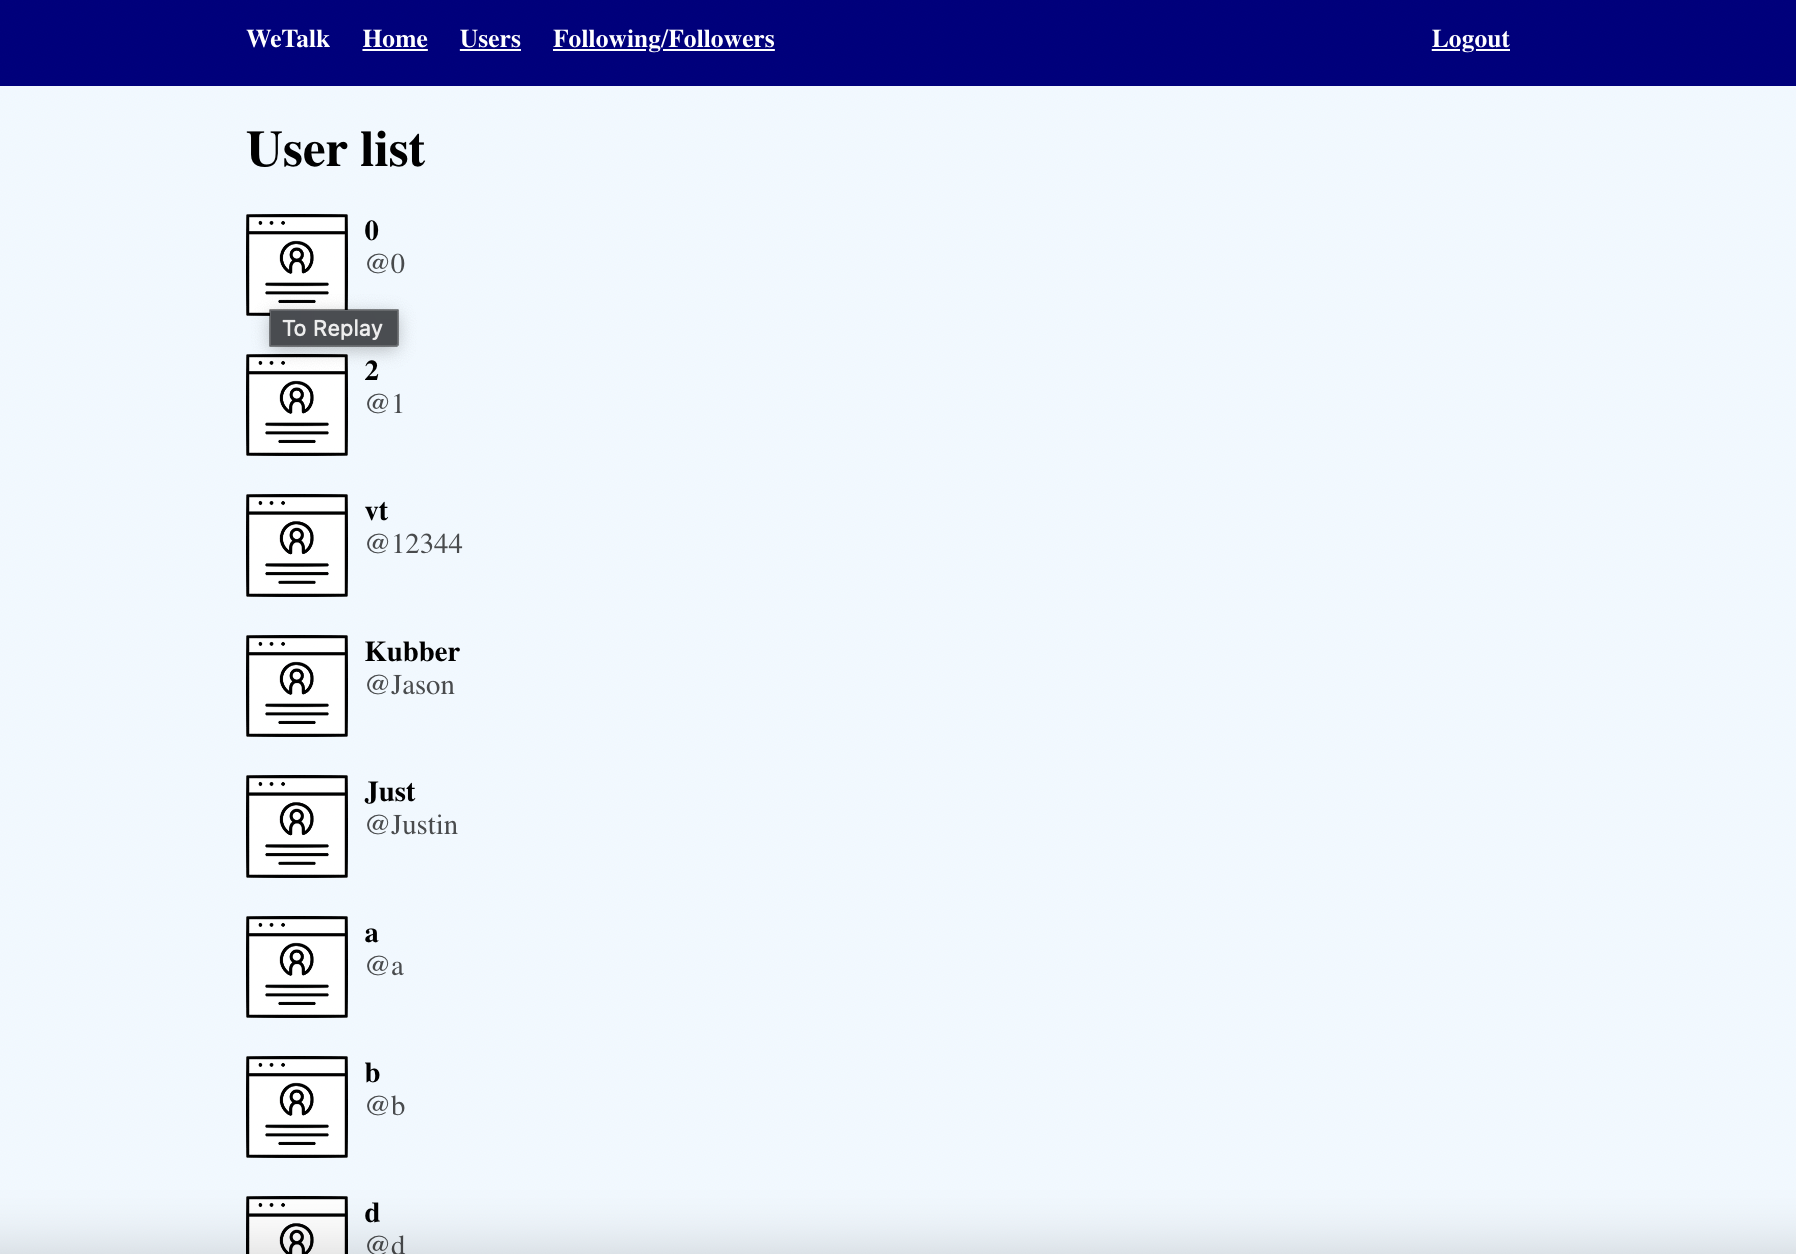 WeTalk Home Users Following/Followers Logout
User list
0
@0
To Replay
2
@1
vt
@12344
Kubber
@Jason
Just
@Justin
a
@a
b
@b
d
@d